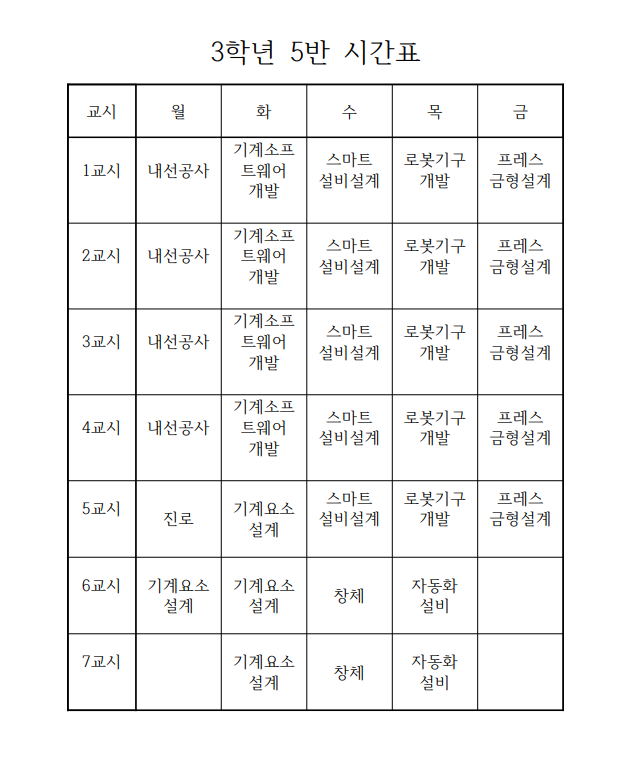 3학년 5반 시간표
교시 월 화 수 목 금
1교시 내선공사 기계소프트웨어 개발 스마트 설비설계 로봇기구 개발 프레스 금형설계
2교시 내선공사 기계소프트웨어 개발 스마트 설비설계 로봇기구 개발 프레스 금형설계
3교시 내선공사 기계소프트웨어 개발 스마트 설비설계 로봇기구 개발 프레스 금형설계
4교시 내선공사 기계소프트웨어 개발 스마트 설비설계 로봇기구 개발 프레스 금형설계
5교시 진로 기계요소 설계 스마트 설비설계 로봇기구 개발 프레스 금형설계
6교시 기계요소 설계 기계요소 설계 창체 자동화 설비
7교시 기계요소 설계 창체 자동화 설비